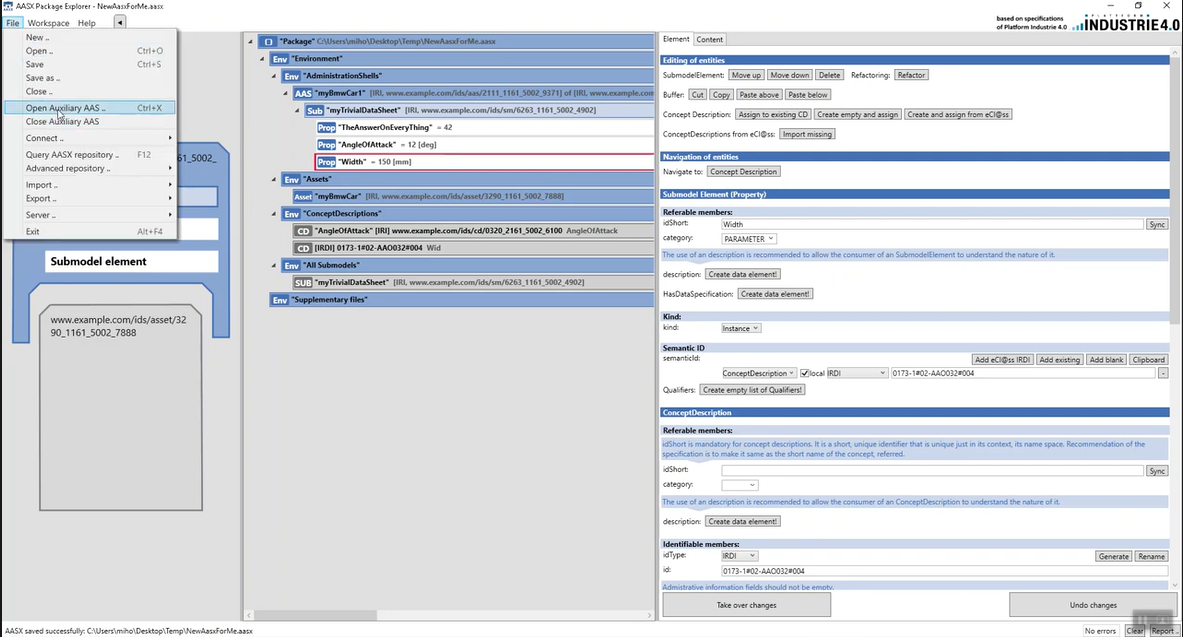 AASX Package Explorer - NewAasxForMe.aasx
File Workspace Help
based on specifications
of Platform Industrie 4.0
PLATTFORM
INDUSTRIE4.0
New ..
Open .. Ctrl+O
Save Ctrl+S
Save as ..
Close ..
Open Auxiliary AAS .. Ctrl+X
Close Auxiliary AAS
Connect ..
Query AASX repository .. F12
Advanced repository ..
Import ..
Export ..
Server ..
Exit Alt+F4
61_5002_
Submodel element
www.example.com/ids/asset/32
90_1161_5002_7888
"Package" C:\Users\miho\Desktop\Temp\NewAasxForMe.aasx
Env "Environment"
Env "AdministrationShells"
AAS "myBmwCar1" [IRI, www.example.com/ids/aas/2111_1161_5002_9371] of [IRI, www.example.com
Sub "myTrivialDataSheet" [IRI, www.example.com/ids/sm/6263_1161_5002_4902]
Prop "TheAnswerOnEveryThing" = 42
Prop "AngleOfAttack" = 12 [deg]
Prop "Width" = 150 [mm]
Env "Assets"
Asset "myBmwCar" [IRI, www.example.com/ids/asset/3290_1161_5002_7888]
Env "ConceptDescriptions"
CD "AngleOfAttack" [IRI] www.example.com/ids/cd/0320_2161_5002_6100 AngleOfAttack
CD [IRDI] 0173-1#02-AAO032#004 Wid
Env "All Submodels"
SUB "myTrivialDataSheet" [IRI, www.example.com/ids/sm/6263_1161_5002_4902]
Env "Supplementary files"
Element Content
Editing of entities
SubmodelElement: Move up Move down Delete Refactoring: Refactor
Buffer: Cut Copy Paste above Paste below
Concept Description: Assign to existing CD Create empty and assign Create and assign from eCl@ss
ConceptDescriptions from eCl@ss: Import missing
Navigation of entities
Navigate to: Concept Description
Submodel Element (Property)
Referable members:
idShort: Width Sync
category: PARAMETER
The use of an description is recommended to allow the consumer of an SubmodelElement to understand the nature of it.
description: Create data element!
HasDataSpecification: Create data element!
Kind:
kind: Instance
Semantic ID
semanticId: Add eCl@ss IRDI Add existing Add blank Clipboard
ConceptDescription local IRDI 0173-1#02-AAO032#004 -
Qualifiers: Create empty list of Qualifiers!
ConceptDescription
Referable members:
idShort is mandatory for concept descriptions. It is a short, unique identifier that is unique just in its context, its name space. Recommendation of the
specification is to make it same as the short name of the concept, referred.
idShort: Sync
category:
The use of an description is recommended to allow the consumer of an ConceptDescription to understand the nature of it.
description: Create data element!
Identifiable members:
idType: IRDI Generate Rename
id: 0173-1#02-AAO032#004
Admistrative information fields should not be empty.
Take over changes Undo changes
AASX saved successfully: C:\Users\miho\Desktop\Temp\NewAasxForMe.aasx
No errors Clear Report ..